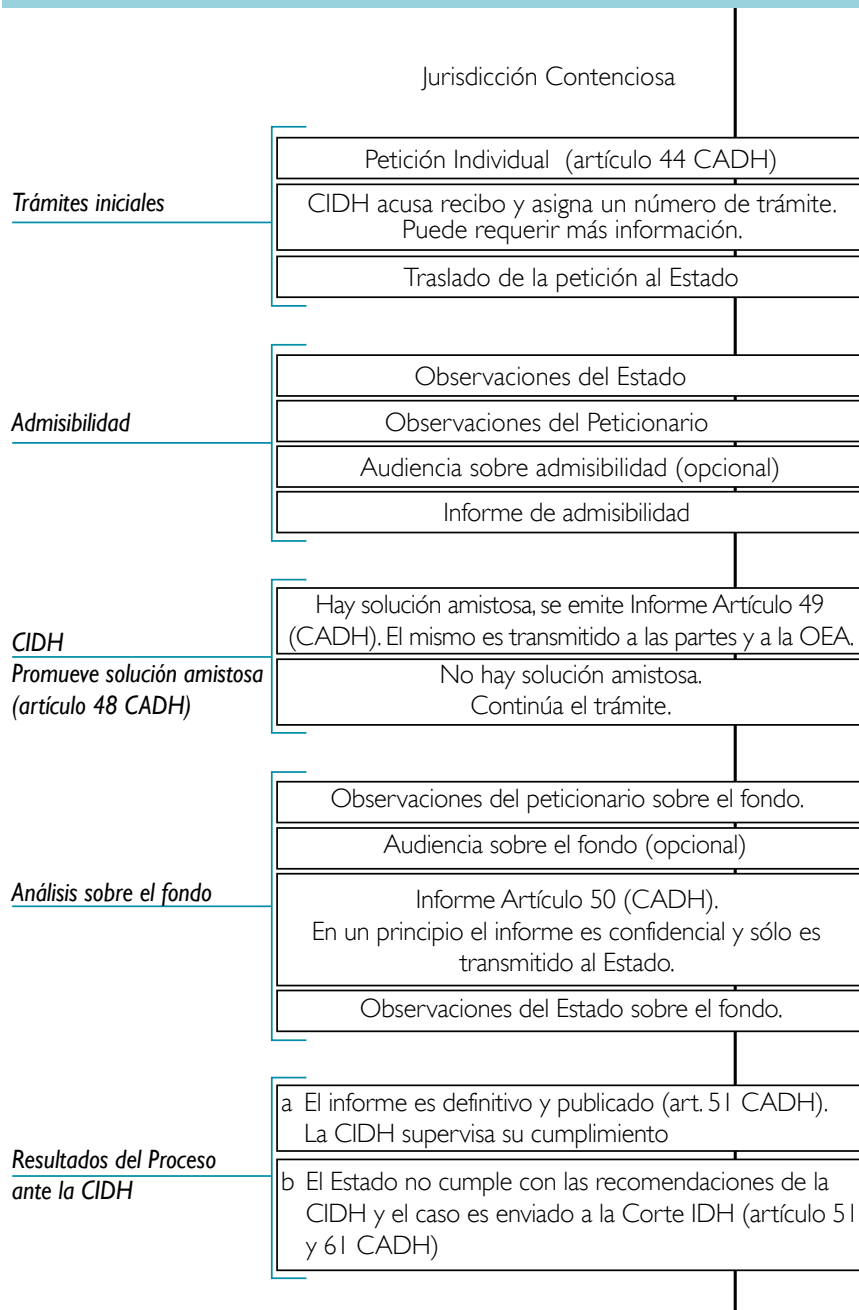 Jurisdicción Contenciosa
Trámites iniciales
Petición Individual (artículo 44 CADH)
CIDH acusa recibo y asigna un número de trámite.
Puede requerir más información.
Traslado de la petición al Estado
Admisibilidad
Observaciones del Estado
Observaciones del Peticionario
Audiencia sobre admisibilidad (opcional)
Informe de admisibilidad
CIDH
Promueve solución amistosa
(artículo 48 CADH)
Hay solución amistosa, se emite Informe Artículo 49
(CADH). El mismo es transmitido a las partes y a la OEA.
No hay solución amistosa.
Continúa el trámite.
Análisis sobre el fondo
Observaciones del peticionario sobre el fondo.
Audiencia sobre el fondo (opcional)
Informe Artículo 50 (CADH).
En un principio el informe es confidencial y sólo es
transmitido al Estado.
Observaciones del Estado sobre el fondo.
Resultados del Proceso
ante la CIDH
a El informe es definitivo y publicado (art. 51 CADH).
La CIDH supervisa su cumplimiento
b El Estado no cumple con las recomendaciones de la
CIDH y el caso es enviado a la Corte IDH (artículo 51
y 61 CADH)